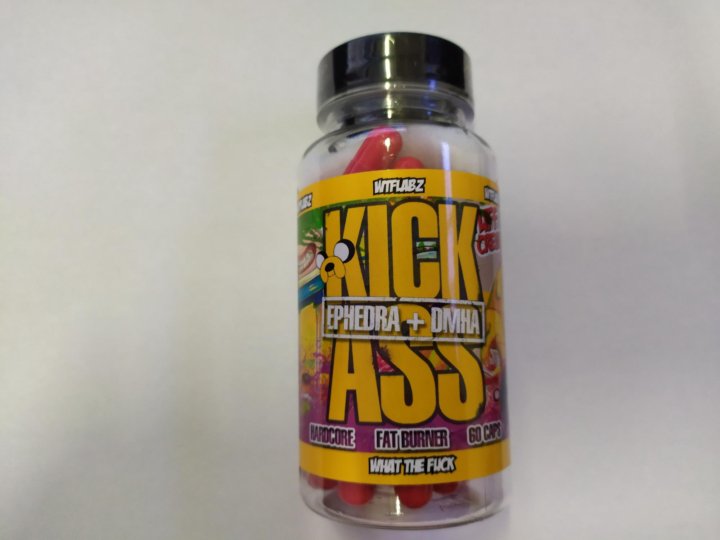 WTFLABZ
KICK
EPHEDRA + DMHA
ASS
HARDCORE FAT BURNER 60 CAPS
WHAT THE FUCK